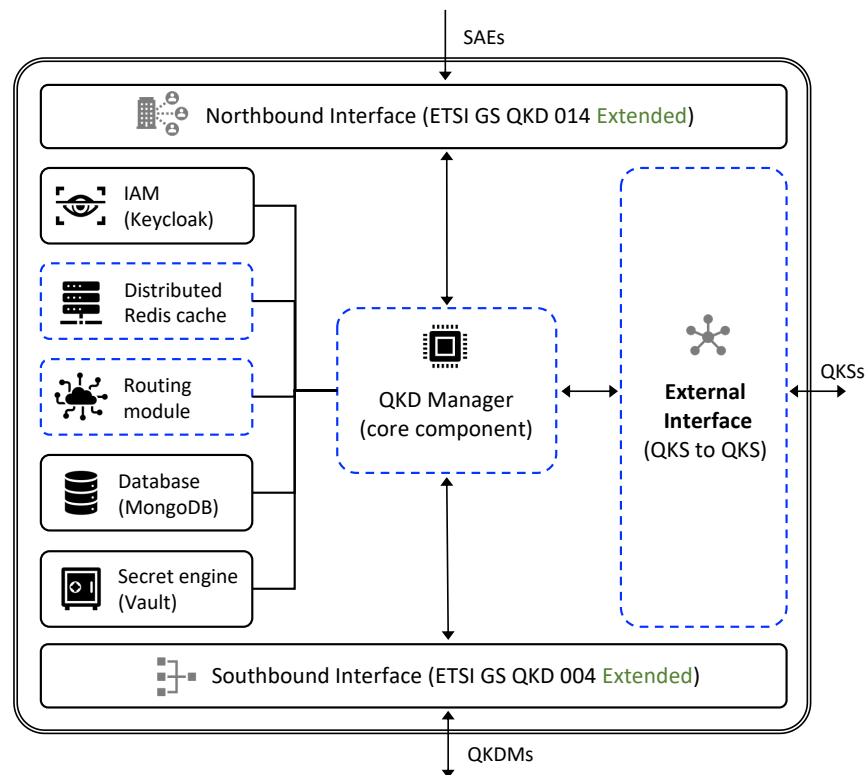 SAEs
Northbound Interface (ETSI GS QKD 014 Extended)
IAM
(Keycloak)
Distributed
Redis cache
Routing
module
Database
(MongoDB)
Secret engine
(Vault)
QKD Manager
(core component)
External
Interface
(QKS to QKS)
QKSs
Southbound Interface (ETSI GS QKD 004 Extended)
QKDMs